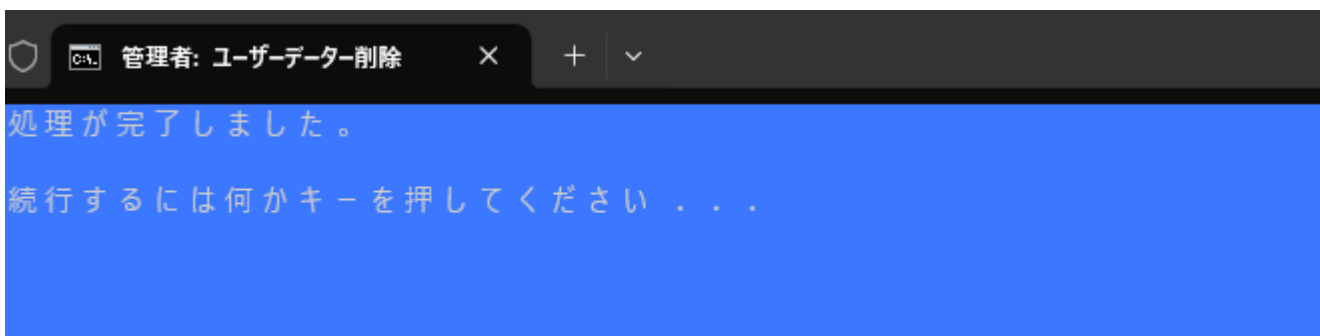 管理者: ユーザーデーター削除
処理が完了しました。
続行するには何かキーを押してください . . .